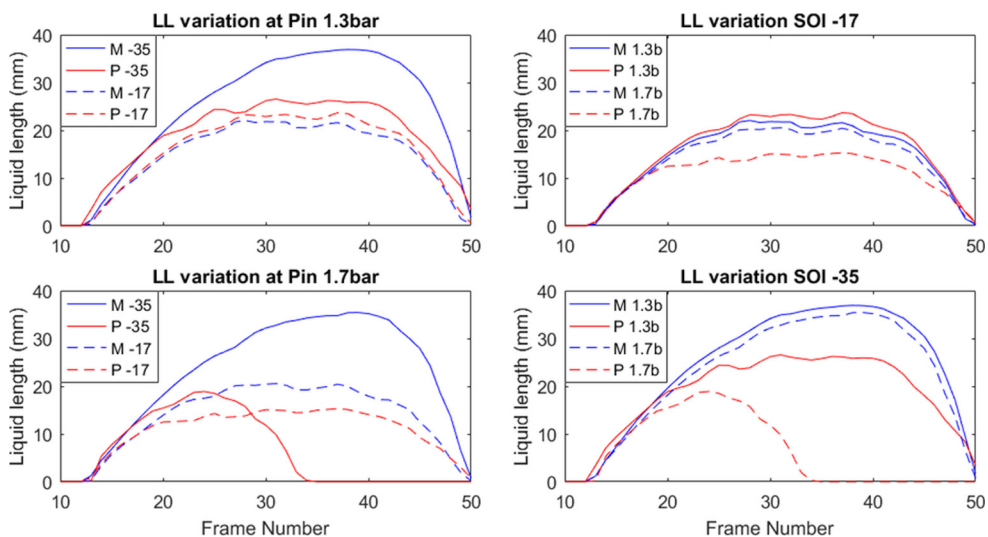 LL variation at Pin 1.3bar
Liquid length (mm)
40
30
20
10
0
M -35
P -35
M -17
P -17
10 20 30 40 50
LL variation SOI -17
Liquid length (mm)
40
30
20
10
0
M 1.3b
P 1.3b
M 1.7b
P 1.7b
10 20 30 40 50
LL variation at Pin 1.7bar
Liquid length (mm)
40
30
20
10
0
M -35
P -35
M -17
P -17
10 20 30 40 50
Frame Number
LL variation SOI -35
Liquid length (mm)
40
30
20
10
0
M 1.3b
P 1.3b
M 1.7b
P 1.7b
10 20 30 40 50
Frame Number